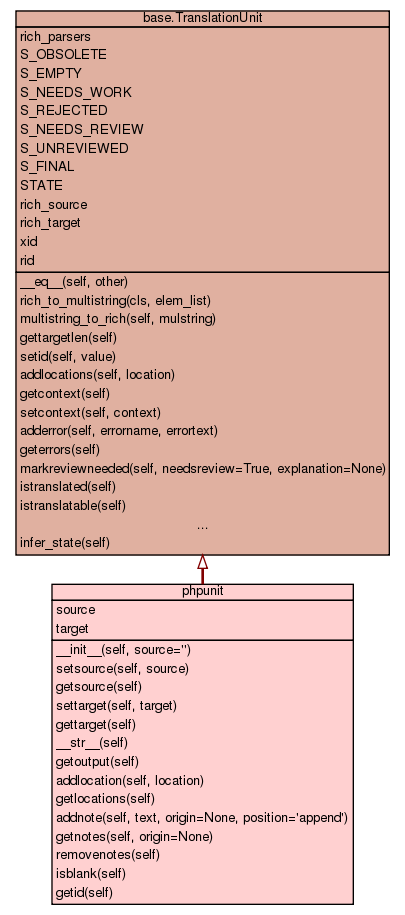 base.TranslationUnit
rich_parsers
S_OBSOLETE
S_EMPTY
S_NEEDS_WORK
S_REJECTED
S_NEEDS_REVIEW
S_UNREVIEWED
S_FINAL
STATE
rich_source
rich_target
xid
rid
__eq__(self, other)
rich_to_multistring(cls, elem_list)
multistring_to_rich(self, mulstring)
gettargetlen(self)
setid(self, value)
addlocations(self, location)
getcontext(self)
setcontext(self, context)
adderror(self, errorname, errortext)
geterrors(self)
markreviewneeded(self, needsreview=True, explanation=None)
istranslated(self)
istranslatable(self)
...
infer_state(self)
phpunit
source
target
__init__(self, source='')
setsource(self, source)
getsource(self)
settarget(self, target)
gettarget(self)
__str__(self)
getoutput(self)
addlocation(self, location)
getlocations(self)
addnote(self, text, origin=None, position='append')
getnotes(self, origin=None)
removenotes(self)
isblank(self)
getid(self)